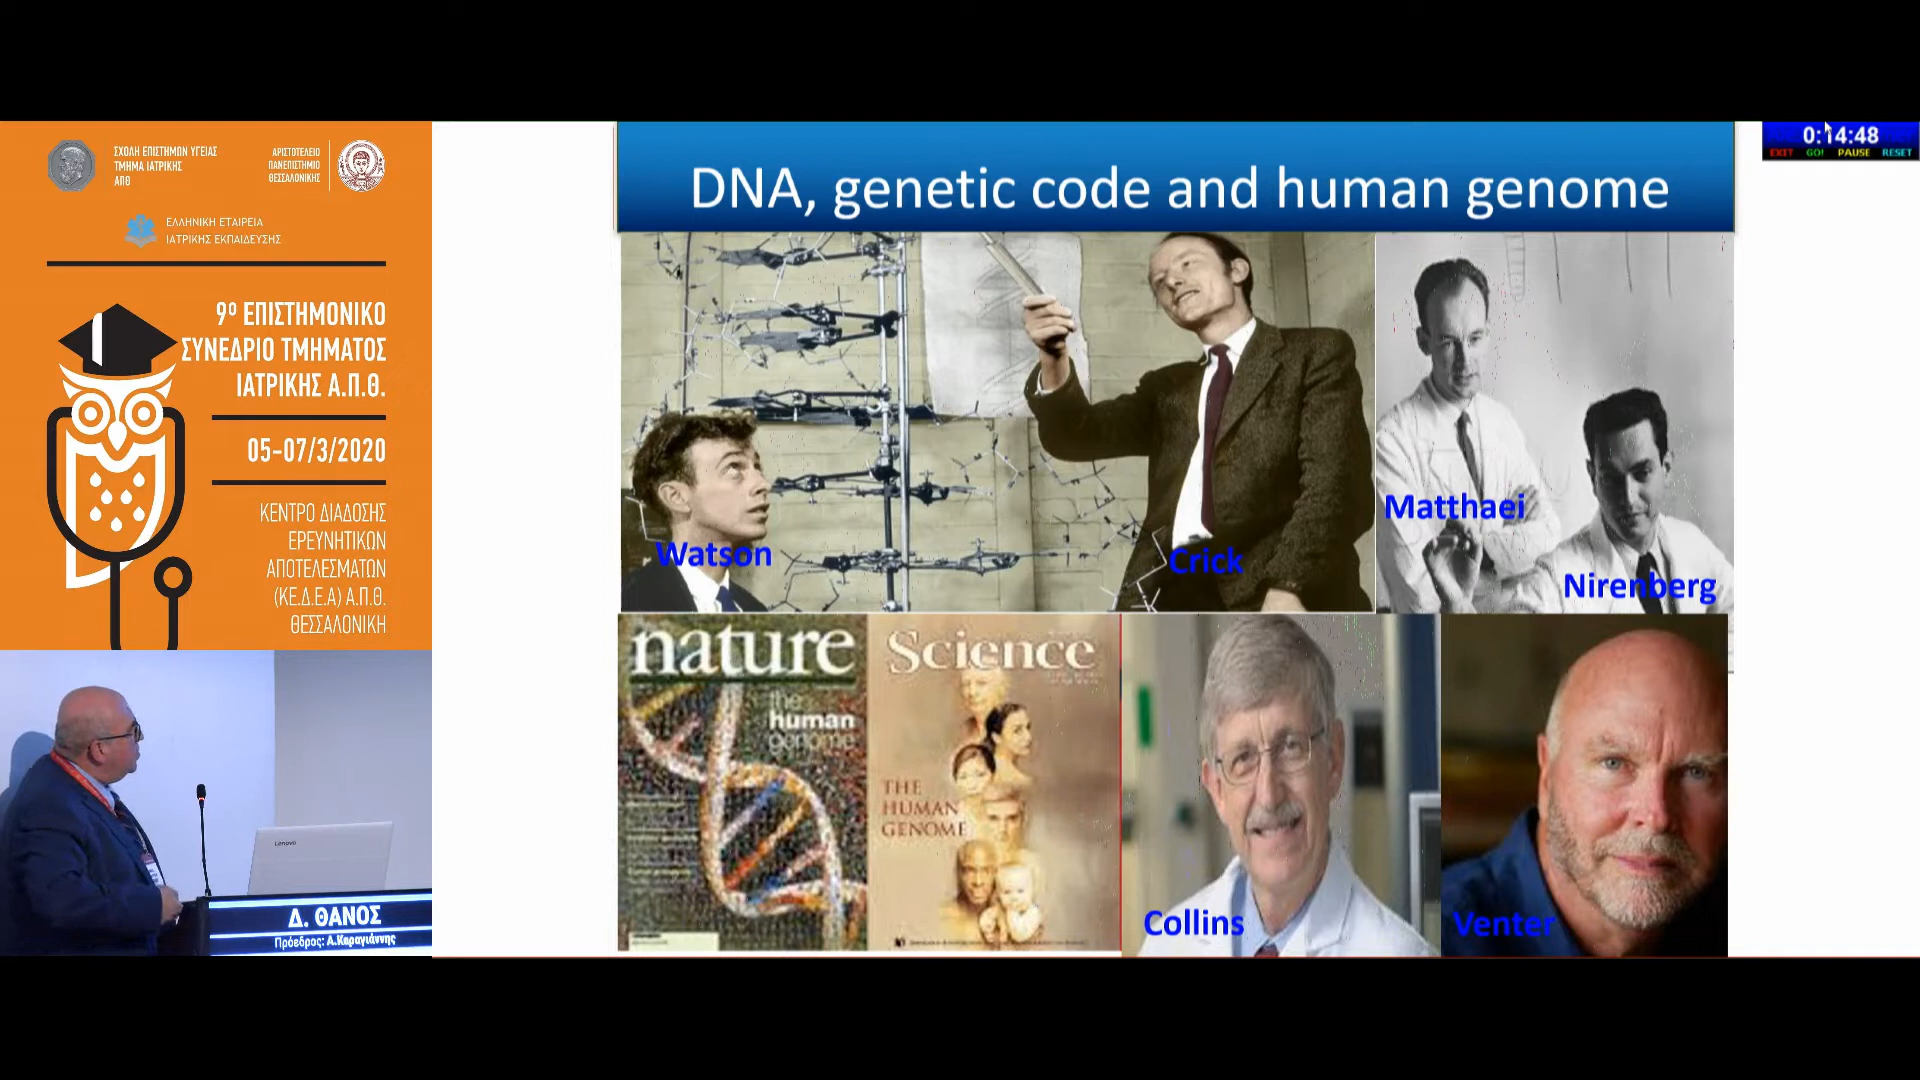 ΣΧΟΛΗ ΕΠΙΣΤΗΜΩΝ ΥΓΕΙΑΣ
ΤΜΗΜΑ ΙΑΤΡΙΚΗΣ
ΑΠΘ
ΑΡΙΣΤΟΤΕΛΕΙΟ
ΠΑΝΕΠΙΣΤΗΜΙΟ
ΘΕΣΣΑΛΟΝΙΚΗΣ
ΕΛΛΗΝΙΚΗ ΕΤΑΙΡΕΙΑ
ΙΑΤΡΙΚΗΣ ΕΚΠΑΙΔΕΥΣΗΣ
9º ΕΠΙΣΤΗΜΟΝΙΚΟ
ΣΥΝΕΔΡΙΟ ΤΜΗΜΑΤΟΣ
ΙΑΤΡΙΚΗΣ Α.Π.Θ.
05-07/3/2020
ΚΕΝΤΡΟ ΔΙΑΔΟΣΗΣ
ΕΡΕΥΝΗΤΙΚΩΝ
ΑΠΟΤΕΛΕΣΜΑΤΩΝ
(ΚΕ.Δ.Ε.Α) Α.Π.Θ.
ΘΕΣΣΑΛΟΝΙΚΗ
Lenovo
Δ. ΘΑΝΟΣ
Πρόεδρος: Α.Καραγιάννης
DNA, genetic code and human genome
0:14:48
EXIT GO! PAUSE RESET
Watson
Crick
Matthaei
Nirenberg
nature
the
human
genome
Science
THE
HUMAN
GENOME
Collins
Venter